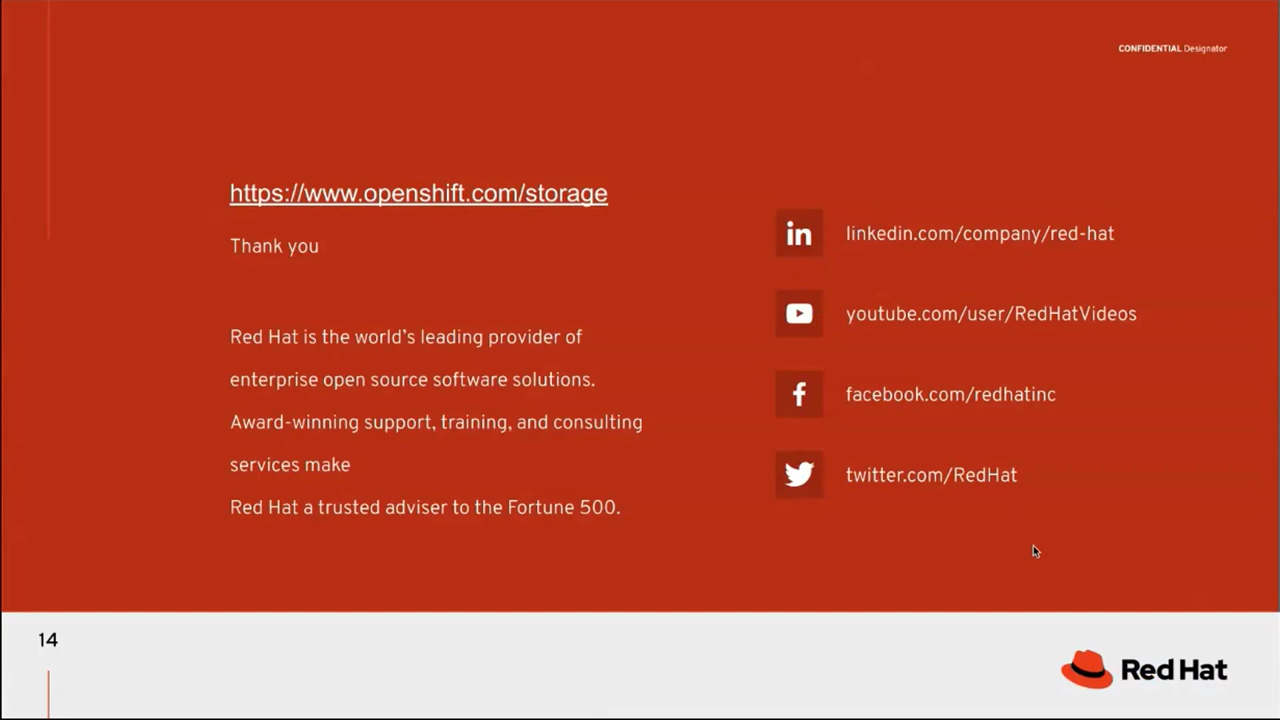 CONFIDENTIAL Designator
https://www.openshift.com/storage
Thank you
Red Hat is the world's leading provider of
enterprise open source software solutions.
Award-winning support, training, and consulting
services make
Red Hat a trusted adviser to the Fortune 500.
linkedin.com/company/red-hat
youtube.com/user/RedHatVideos
facebook.com/redhatinc
twitter.com/RedHat
14
Red Hat